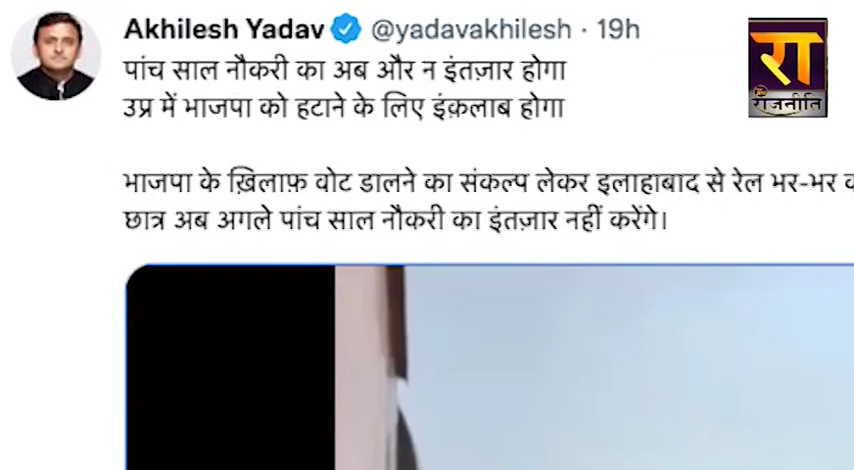 Akhilesh Yadav @yadavakhilesh · 19h
पांच साल नौकरी का अब और न इंतज़ार होगा
उप्र में भाजपा को हटाने के लिए इंक़लाब होगा
भाजपा के ख़िलाफ़ वोट डालने का संकल्प लेकर इलाहाबाद से रेल भर-भर
छात्र अब अगले पांच साल नौकरी का इंतज़ार नहीं करेंगे।
रा
The
राजनीति